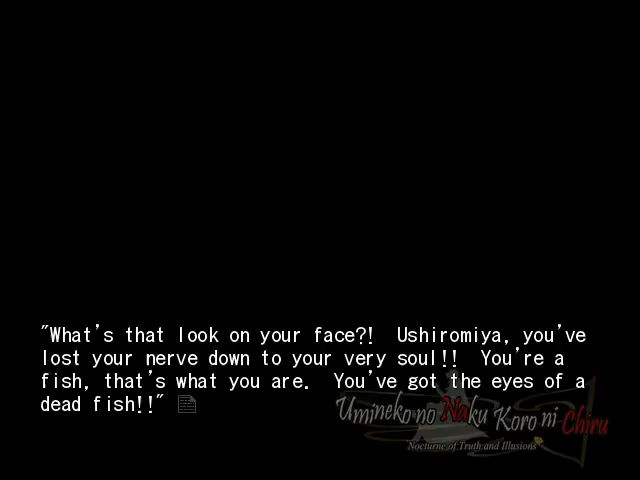 "What's that look on your face?!  Ushiromiya, you've
lost your nerve down to your very soul!!  You're a
fish, that's what you are.  You've got the eyes of a
dead fish!!"
Umineko no Naku Koro ni Chiru
Nocturne of Truth and Illusions